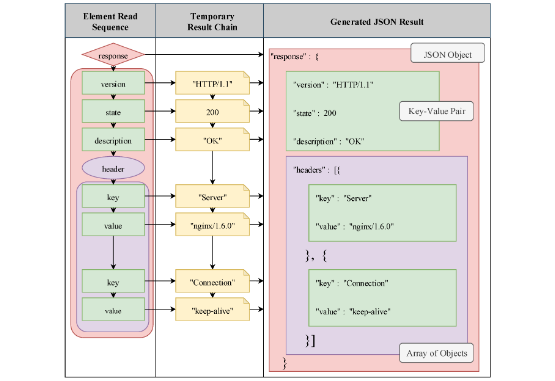 Element Read
Sequence
Temporary
Result Chain
Generated JSON Result
response
version
state
description
header
key
value
key
value
"HTTP/1.1"
200
"OK"
"Server"
"nginx/1.6.0"
"Connection"
"keep-alive"
"response" : {
JSON Object
"version" : "HTTP/1.1"
"state" : 200
Key-Value Pair
"description" : "OK"
"headers" : [{
"key" : "Server"
"value" : "nginx/1.6.0"
}, {
"key" : "Connection"
"value" : "keep-alive"
}]
Array of Objects
}